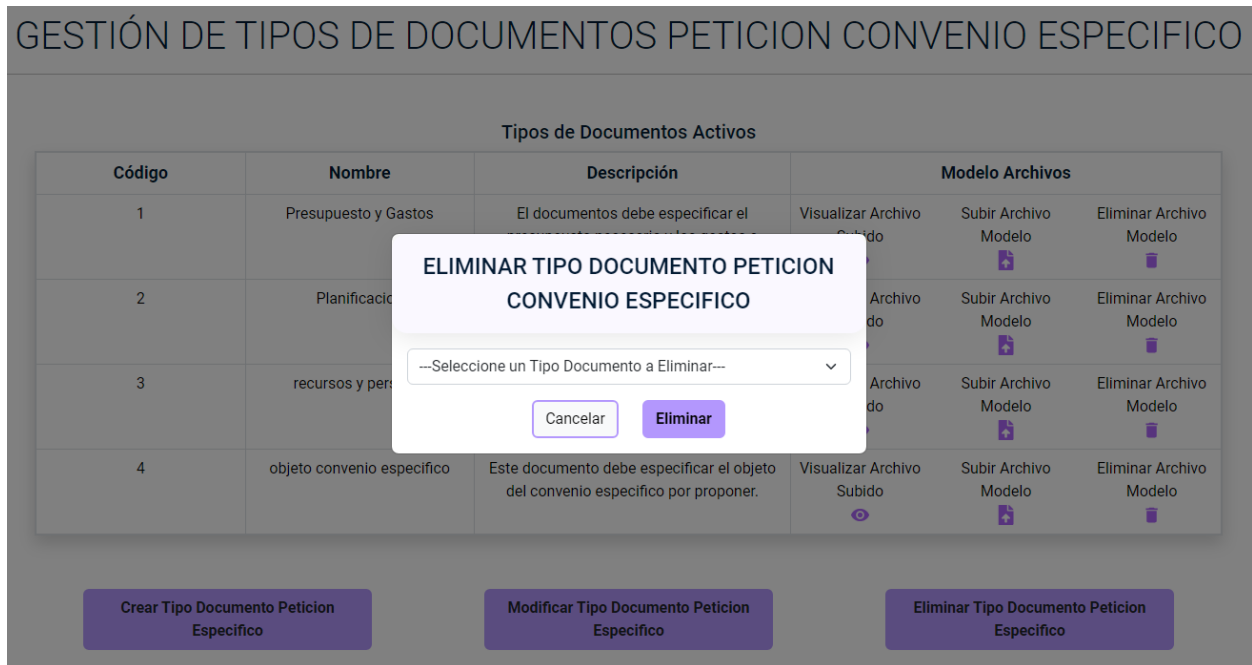 GESTIÓN DE TIPOS DE DOCUMENTOS PETICION CONVENIO ESPECIFICO
Tipos de Documentos Activos
Código Nombre Descripción Modelo Archivos
1 Presupuesto y Gastos El documentos debe especificar el Visualizar Archivo Subir Archivo Eliminar Archivo
Modelo Modelo
ELIMINAR TIPO DOCUMENTO PETICION
CONVENIO ESPECIFICO
2 Archivo Subir Archivo Eliminar Archivo
Modelo Modelo
---Seleccione un Tipo Documento a Eliminar---
3 recursos y Archivo Subir Archivo Eliminar Archivo
Modelo Modelo
Cancelar Eliminar
4 objeto convenio especifico Este documento debe especificar el objeto Visualizar Archivo Subir Archivo Eliminar Archivo
del convenio especifico por proponer. Subido Modelo Modelo
Crear Tipo Documento Peticion
Especifico
Modificar Tipo Documento Peticion
Especifico
Eliminar Tipo Documento Peticion
Especifico